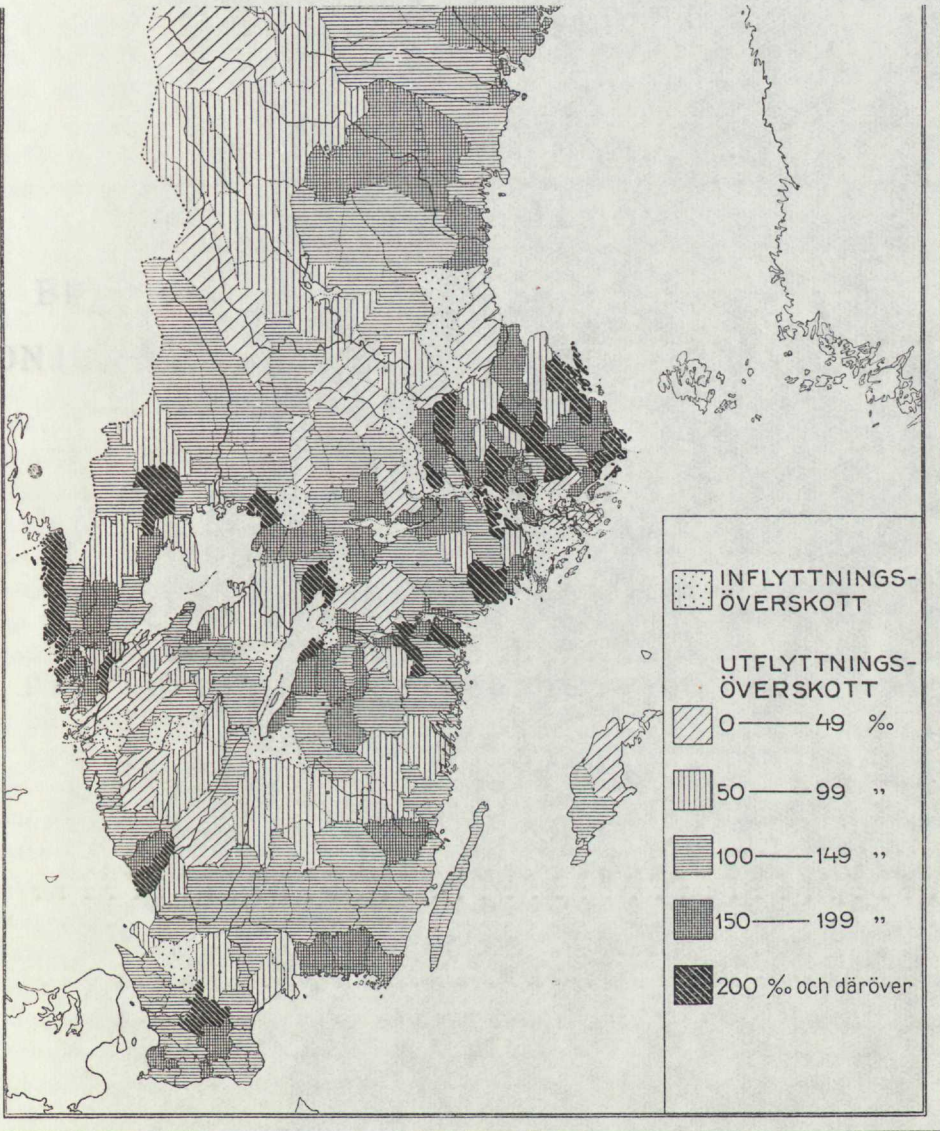 INFLYTTNINGS-
ÖVERSKOTT
UTFLYTTNINGS-
ÖVERSKOTT
0 — 49 ‰
50 — 99 „
100 — 149 „
150 — 199 „
200 ‰ och däröver